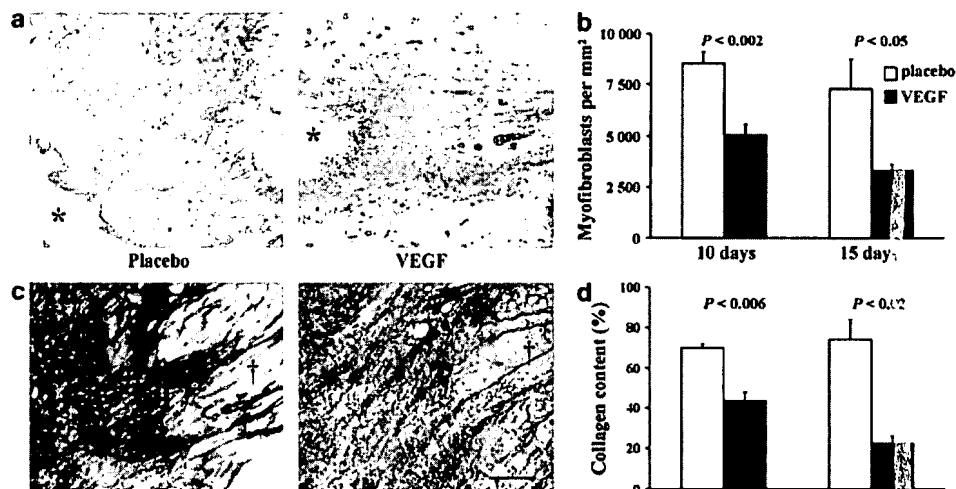 a
*
*
Placebo
VEGF
b
Myofibroblasts per mm²
10 000
7 500
5 000
2 500
0
P < 0.002
P < 0.05
placebo
VEGF
10 days
15
c
†
†
d
Collagen content (%)
100
80
60
40
20
0
P < 0.006
P <